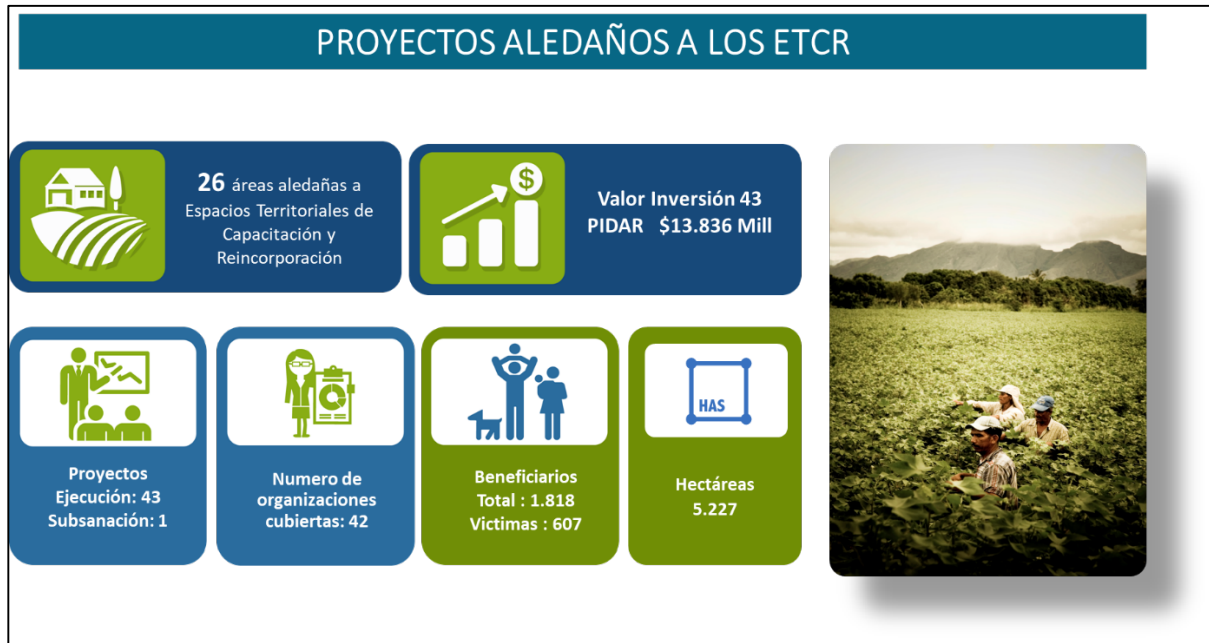 PROYECTOS ALEDAÑOS A LOS ETCR
26 áreas aledañas a
Espacios Territoriales de
Capacitación y
Reincorporación
$
Valor Inversión 43
PIDAR $13.836 Mill
Proyectos
Ejecución: 43
Subsanación: 1
Numero de
organizaciones
cubiertas: 42
Beneficiarios
Total : 1.818
Victimas : 607
HAS
Hectáreas
5.227